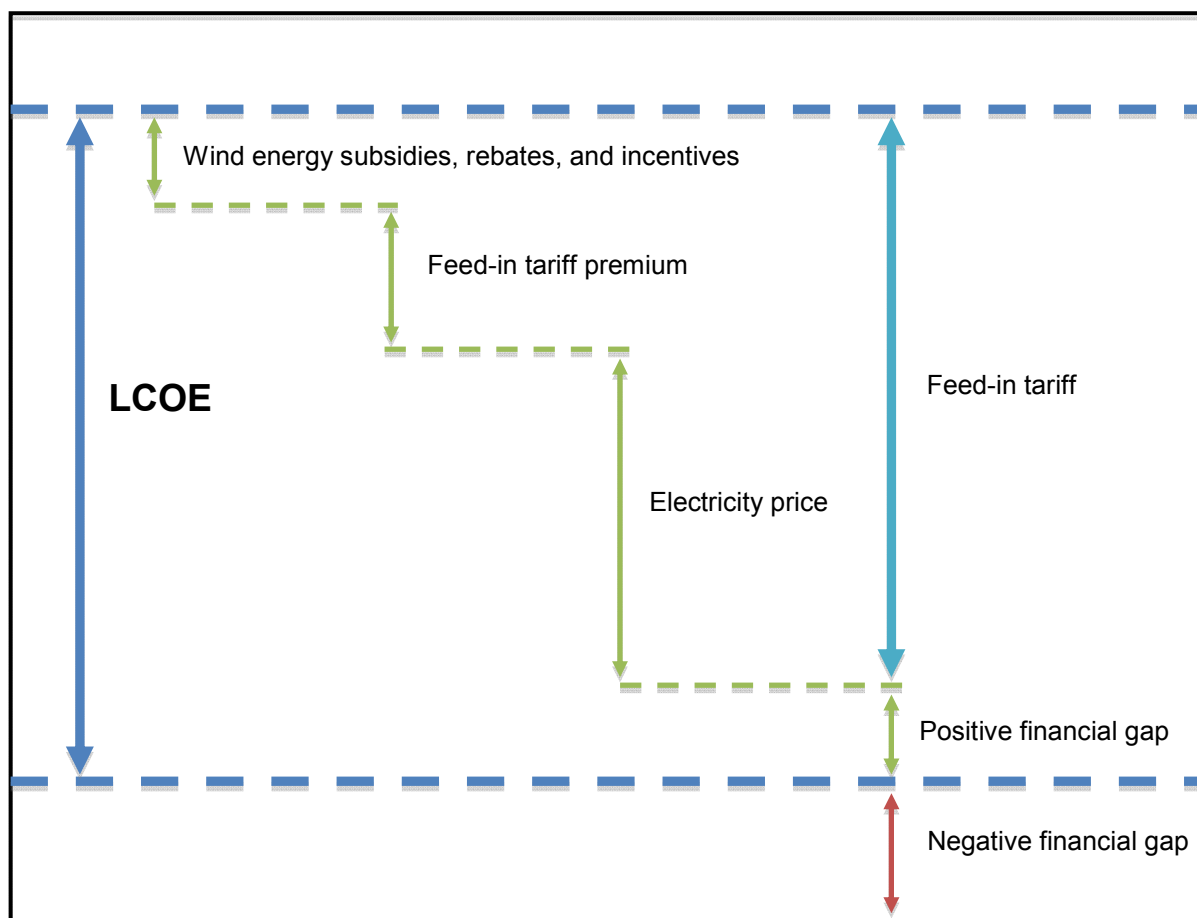 Wind energy subsidies, rebates, and incentives
Feed-in tariff premium
LCOE
Feed-in tariff
Electricity price
Positive financial gap
Negative financial gap